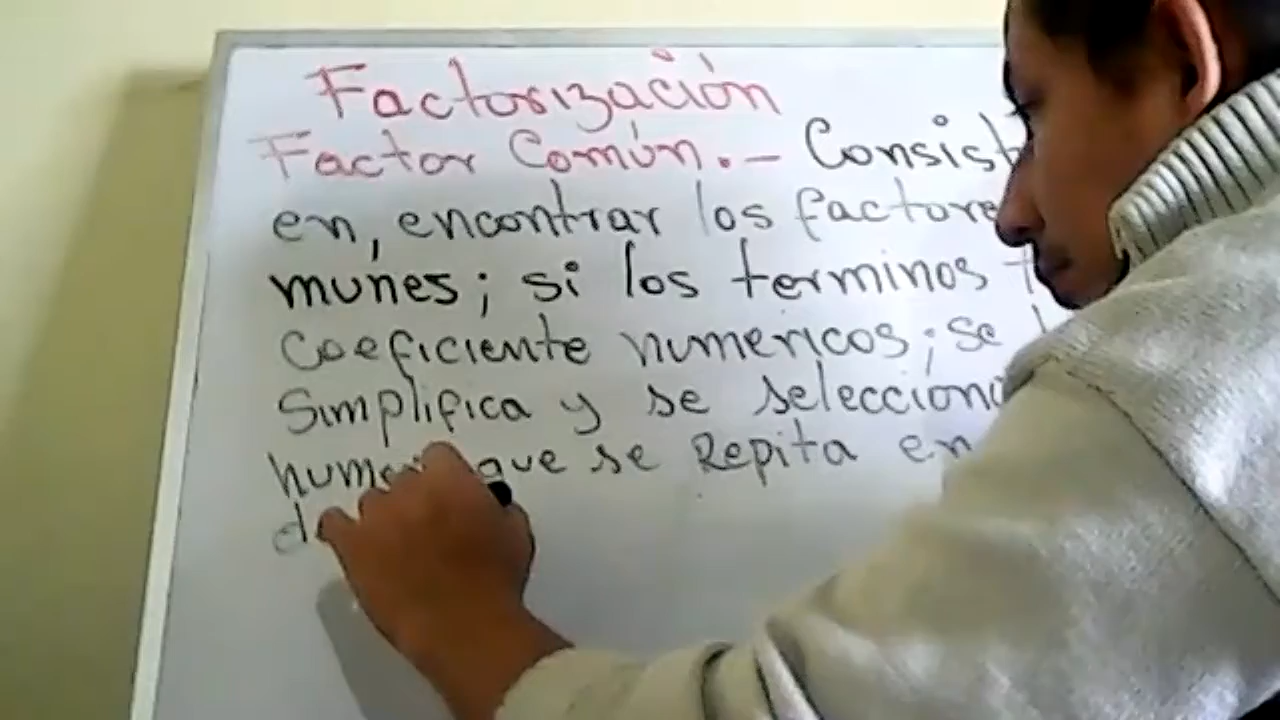 Factorización
Factor Común.- Consist
en, encontrar los factore
munes; si los terminos
Coeficiente numericos; se
Simplifica y se selecciona
que se Repita en